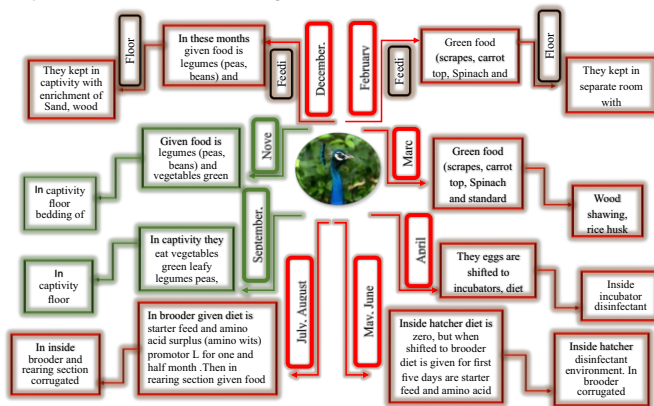 Floor
In these months
given food is
legumes (peas,
beans) and
Feedi
December.
February
Feedi
Green food
(scrapes, carrot
top, Spinach and
Floor
They kept in
captivity with
enrichment of
Sand, wood
They kept in
separate room
with
Given food is
legumes (peas,
beans) and
vegetables green
Nove
Marc
Green food
(scrapes, carrot
top, Spinach
and standard
In captivity
floor
bedding of
Wood
shawing,
rice husk
In captivity they
eat vegetables
green leafy
legumes peas,
September.
April
They eggs are
shifted to
incubators, diet
In
captivity
floor
Inside
incubator
disinfectant
In brooder given diet is
starter feed and amino
acid surplus (amino wits)
promotor L for one and
half month .Then in
rearing section given food
July. August
May. June
Inside hatcher diet is
zero, but when
shifted to brooder
diet is given for first
five days are starter
feed and amino acid
In inside
brooder and
rearing section
corrugated
Inside hatcher
disinfectant
environment. In
brooder
corrugated